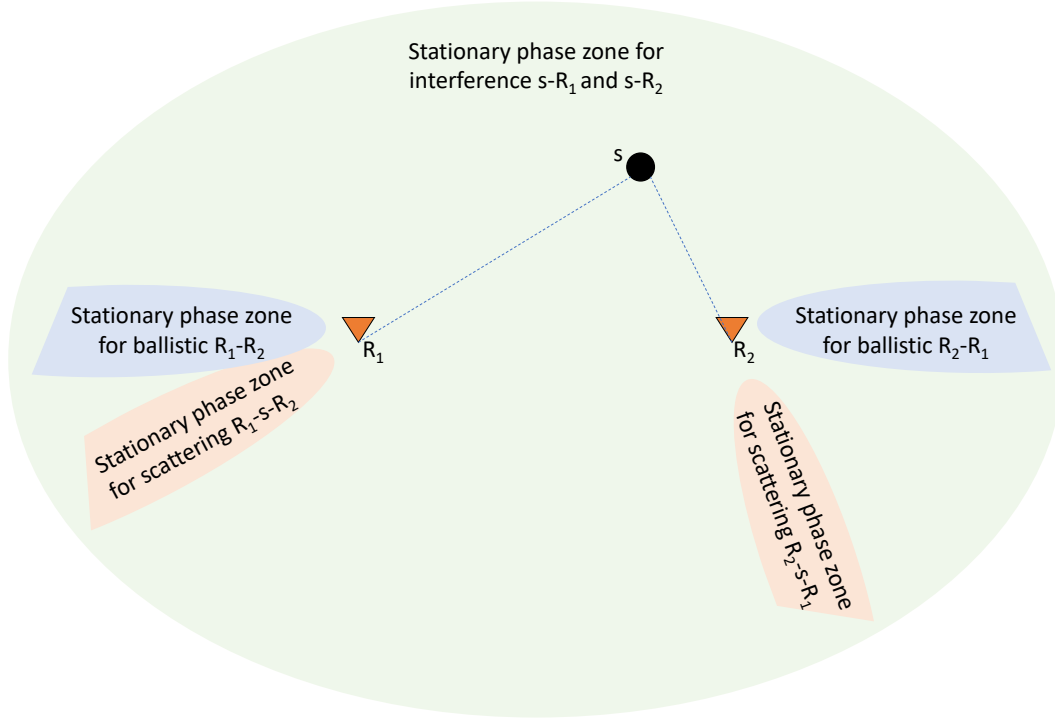 Stationary phase zone for
interference s-R₁ and s-R₂
s
Stationary phase zone
for ballistic R₁-R₂
R₁
R₂
Stationary phase zone
for ballistic R₂-R₁
Stationary phase zone
for scattering R₁-s-R₂
Stationary phase zone
for scattering R₂-s-R₁